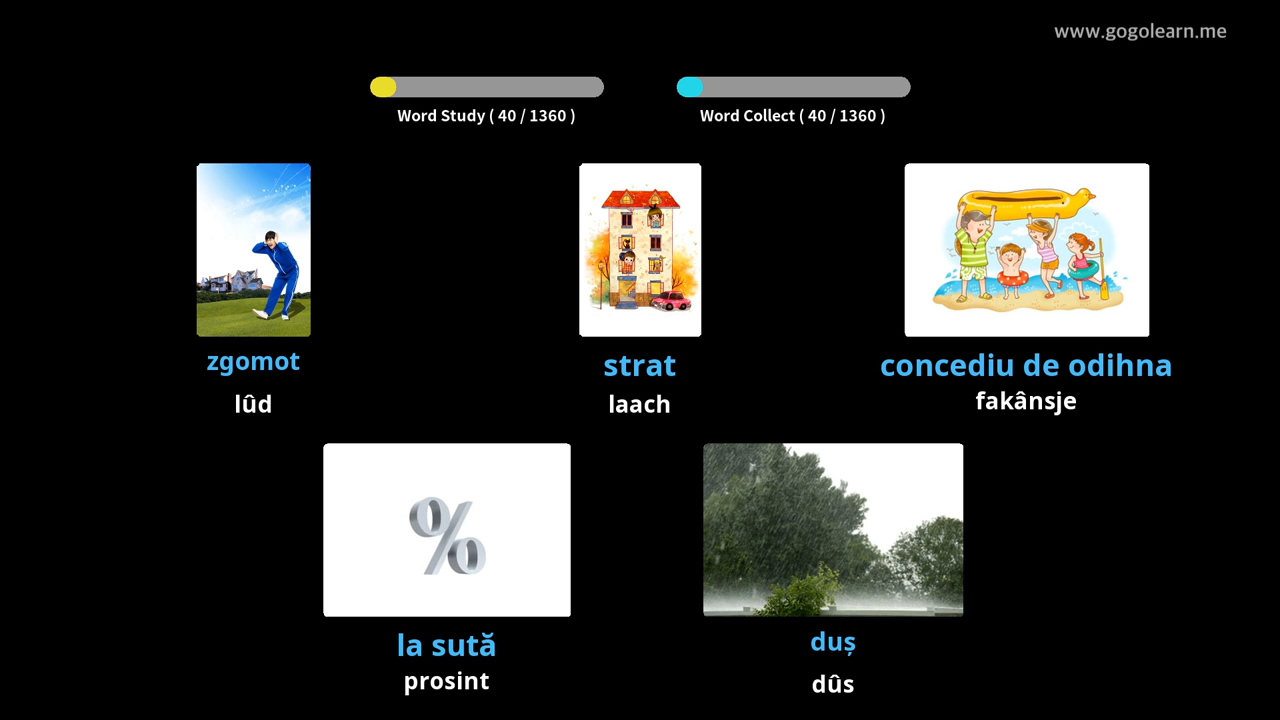 www.gogolearn.me
Word Study ( 40 / 1360 )
Word Collect ( 40 / 1360 )
zgomot
lûd
strat
laach
concediu de odihna
fakânsje
%
la sută
prosint
duș
dûs